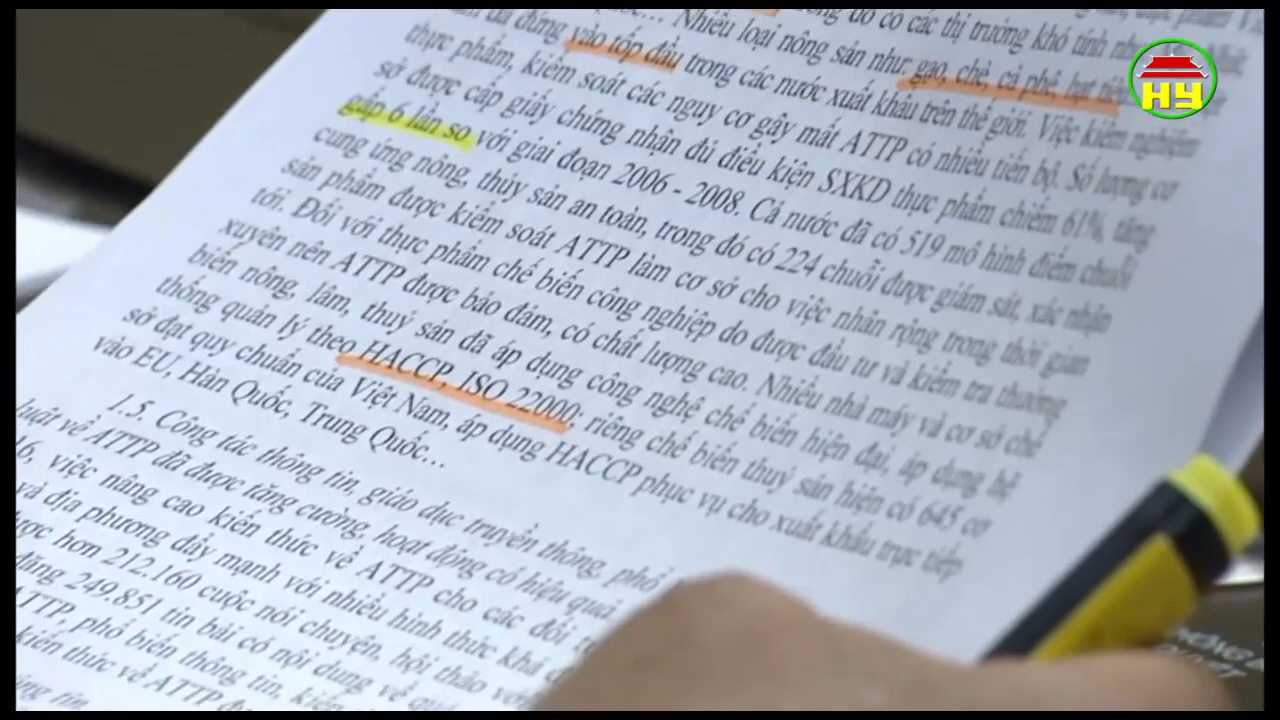 trong đó có các thị trường khó tính như
đã đứng vào tốp đầu trong các nước xuất khẩu trên thế giới. Việc kiểm nghiệm
Nhiều loại nông sản như gạo, chè, cà phê, hạt tiêu
thực phẩm, kiểm soát các nguy cơ gây mất ATTP có nhiều tiến bộ. Số lượng cơ
sở được cấp giấy chứng nhận đủ điều kiện SXKD thực phẩm chiếm 61%, tăng
gấp 6 lần so với giai đoạn 2006 - 2008. Cả nước đã có 519 mô hình điểm chuỗi
cung ứng nông, thủy sản an toàn, trong đó có 224 chuỗi được giám sát, xác nhận
sản phẩm được kiểm soát ATTP làm cơ sở cho việc nhân rộng trong thời gian
tới. Đối với thực phẩm chế biến công nghiệp do được đầu tư và kiểm tra thường
xuyên nên ATTP được bảo đảm, có chất lượng cao. Nhiều nhà máy và cơ sở chế
biến nông, lâm, thuỷ sản đã áp dụng công nghệ chế biến hiện đại, áp dụng hệ
thống quản lý theo HACCP, ISO 22000; riêng chế biến thuỷ sản hiện có 645 cơ
sở đạt quy chuẩn của Việt Nam, áp dụng HACCP phục vụ cho xuất khẩu trực tiếp
vào EU, Hàn Quốc, Trung Quốc...
1.5. Công tác thông tin, giáo dục truyền thông, phổ
luật về ATTP đã được tăng cường, hoạt động có hiệu quả
việc nâng cao kiến thức về ATTP cho các đối
và địa phương đẩy mạnh với nhiều hình thức khá
hơn 212.160 cuộc nói chuyện, hội thảo với
đăng 249.851 tin bài có nội dung về
phổ biến thông tin, kiến
kiến thức về ATTP
HY